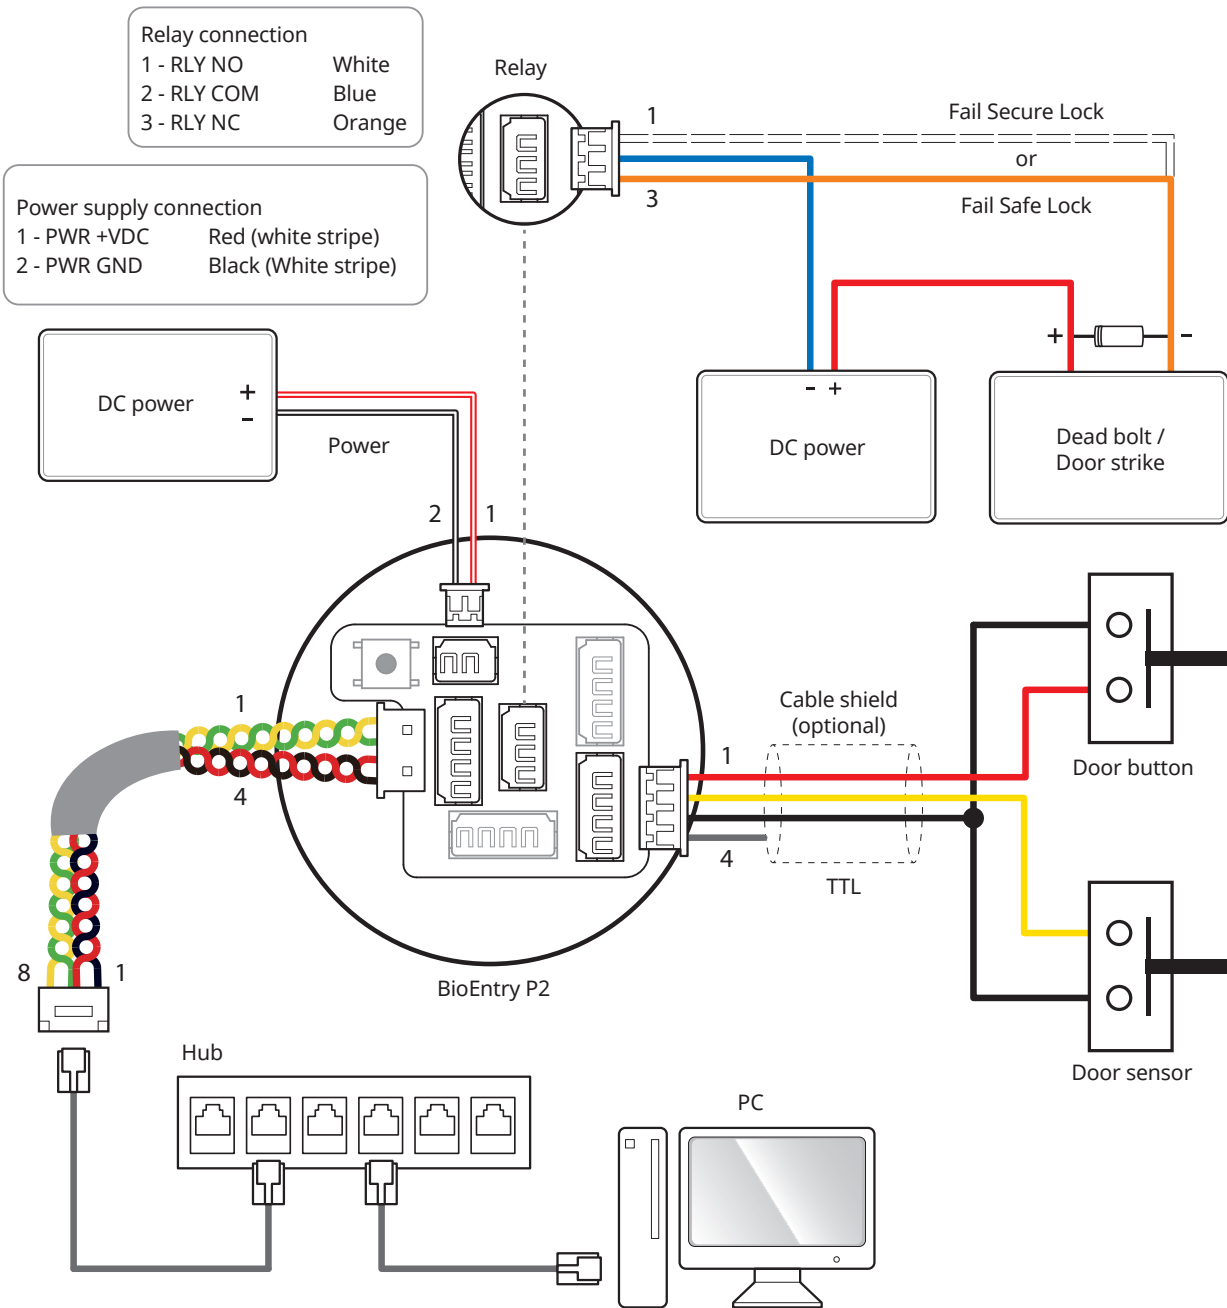 Relay connection
1 - RLY NO White
2 - RLY COM Blue
3 - RLY NC Orange
Power supply connection
1 - PWR +VDC Red (white stripe)
2 - PWR GND Black (White stripe)
Relay
1
Fail Secure Lock
or
3
Fail Safe Lock
+ -
DC power
+
-
Power
- +
DC power
Dead bolt /
Door strike
2 1
1
4
Cable shield
(optional)
1
4
TTL
Door button
8 1
BioEntry P2
Door sensor
Hub
PC